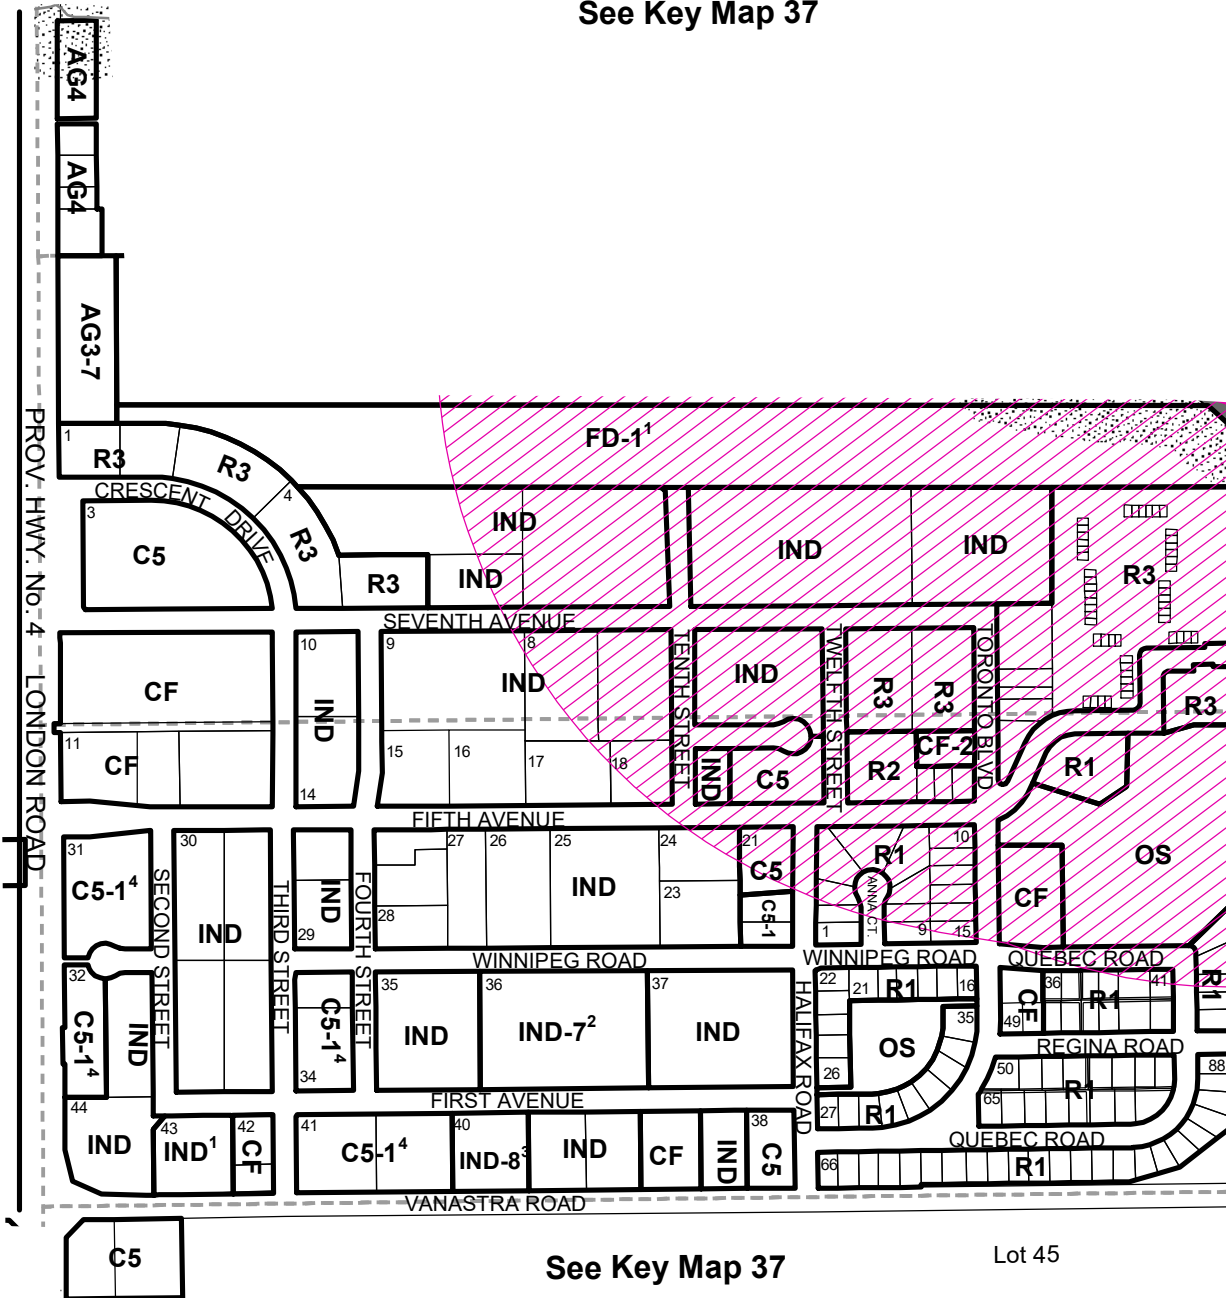 See Key Map 37
AG4
AG4
AG3-7
PROV. HWY. No. 4 LONDON ROAD
FD-1¹
1
R3
R3
4
R3
R3
CRESCENT DRIVE
3
C5
IND
IND
IND
IND
R3
SEVENTH AVENUE
CF
10
IND
14
9
8
IND
TENTH STREET
IND
TWELFTH STREET
R3
R3
TORONTO BLVD
R3
11
CF
15
16
17
18
IND
C5
R2
CF-2
R1
FIFTH AVENUE
31
C5-1⁴
SECOND STREET
30
IND
THIRD STREET
IND
29
FOURTH STREET
27
26
25
24
IND
23
28
21
C5
C5-1
R1
10
ANNA CT.
1
9
15
CF
OS
WINNIPEG ROAD
WINNIPEG ROAD
QUEBEC ROAD
32
C5-1⁴
IND
C5-1⁴
34
35
IND
36
IND-7²
37
IND
HALIFAX ROAD
22
21
R1
16
35
OS
26
27
R1
CF
49
36
R1
41
R1
REGINA ROAD
50
65
R1
88
FIRST AVENUE
44
IND
43
IND¹
42
CF
41
C5-1⁴
40
IND-8³
IND
CF
IND
38
C5
QUEBEC ROAD
66
R1
VANASTRA ROAD
C5
See Key Map 37
Lot 45